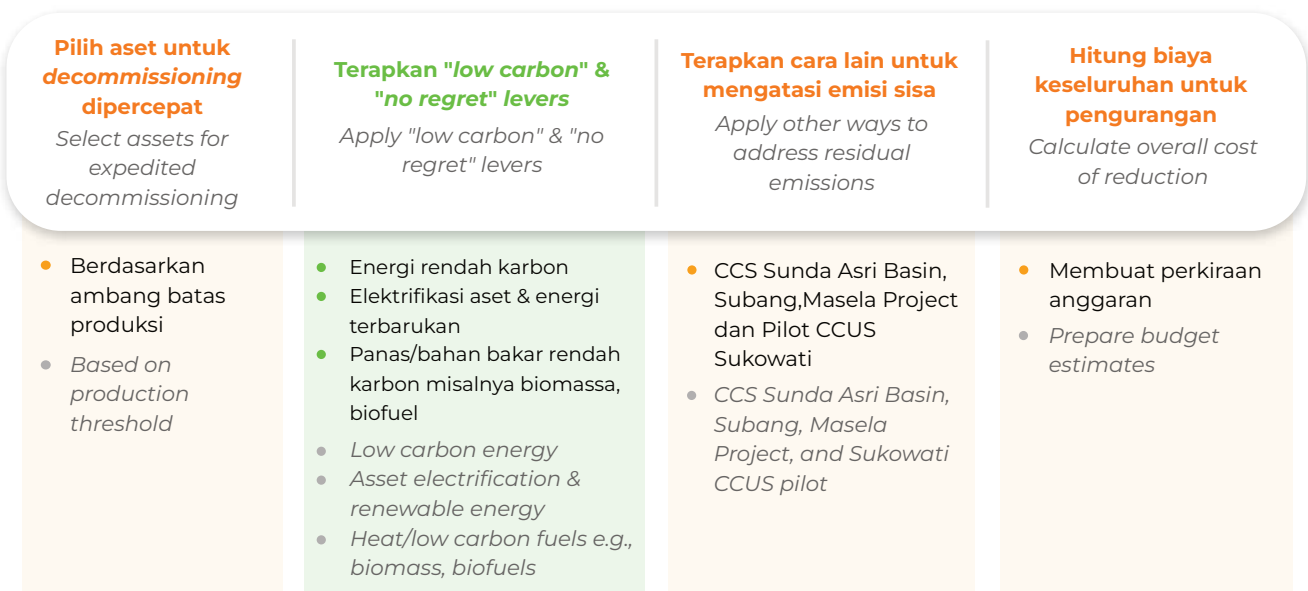 Pilih aset untuk
decommissioning
dipercepat
Select assets for
expedited
decommissioning
Terapkan "low carbon" &
"no regret" levers
Apply "low carbon" & "no
regret" levers
Terapkan cara lain untuk
mengatasi emisi sisa
Apply other ways to
address residual
emissions
Hitung biaya
keseluruhan untuk
pengurangan
Calculate overall cost
of reduction
• Berdasarkan
ambang batas
produksi
• Based on
production
threshold
• Energi rendah karbon
• Elektrifikasi aset & energi
terbarukan
• Panas/bahan bakar rendah
karbon misalnya biomassa,
biofuel
• Low carbon energy
• Asset electrification &
renewable energy
• Heat/low carbon fuels e.g.,
biomass, biofuels
• CCS Sunda Asri Basin,
Subang,Masela Project
dan Pilot CCUS
Sukowati
• CCS Sunda Asri Basin,
Subang, Masela
Project, and Sukowati
CCUS pilot
• Membuat perkiraan
anggaran
• Prepare budget
estimates